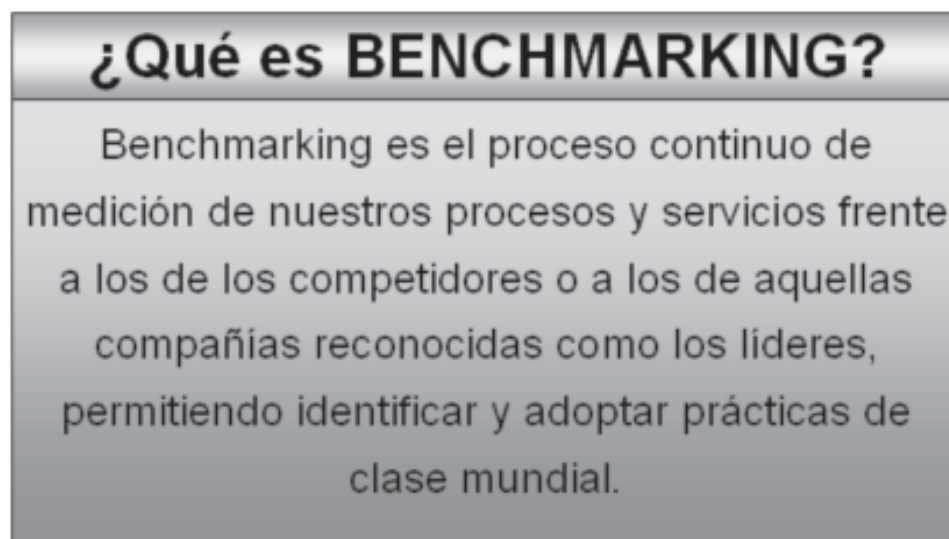 ¿Qué es BENCHMARKING?
Benchmarking es el proceso continuo de
medición de nuestros procesos y servicios frente
a los de los competidores o a los de aquellas
compañías reconocidas como los líderes,
permitiendo identificar y adoptar prácticas de
clase mundial.